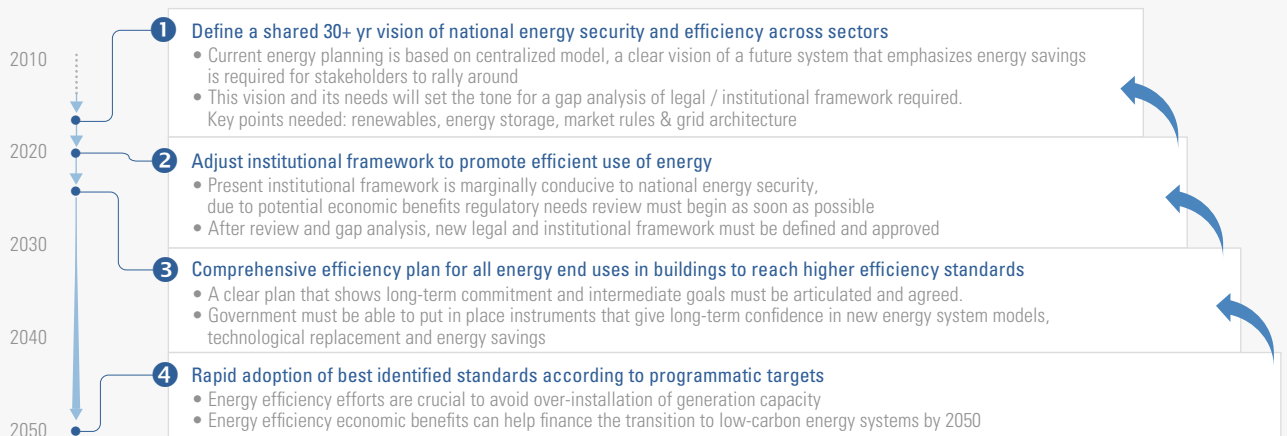 1 Define a shared 30+ yr vision of national energy security and efficiency across sectors
• Current energy planning is based on centralized model, a clear vision of a future system that emphasizes energy savings
is required for stakeholders to rally around
• This vision and its needs will set the tone for a gap analysis of legal / institutional framework required.
Key points needed: renewables, energy storage, market rules & grid architecture
2010
2020
2 Adjust institutional framework to promote efficient use of energy
• Present institutional framework is marginally conducive to national energy security,
due to potential economic benefits regulatory needs review must begin as soon as possible
• After review and gap analysis, new legal and institutional framework must be defined and approved
2030
3 Comprehensive efficiency plan for all energy end uses in buildings to reach higher efficiency standards
• A clear plan that shows long-term commitment and intermediate goals must be articulated and agreed.
• Government must be able to put in place instruments that give long-term confidence in new energy system models,
technological replacement and energy savings
2040
4 Rapid adoption of best identified standards according to programmatic targets
• Energy efficiency efforts are crucial to avoid over-installation of generation capacity
• Energy efficiency economic benefits can help finance the transition to low-carbon energy systems by 2050
2050